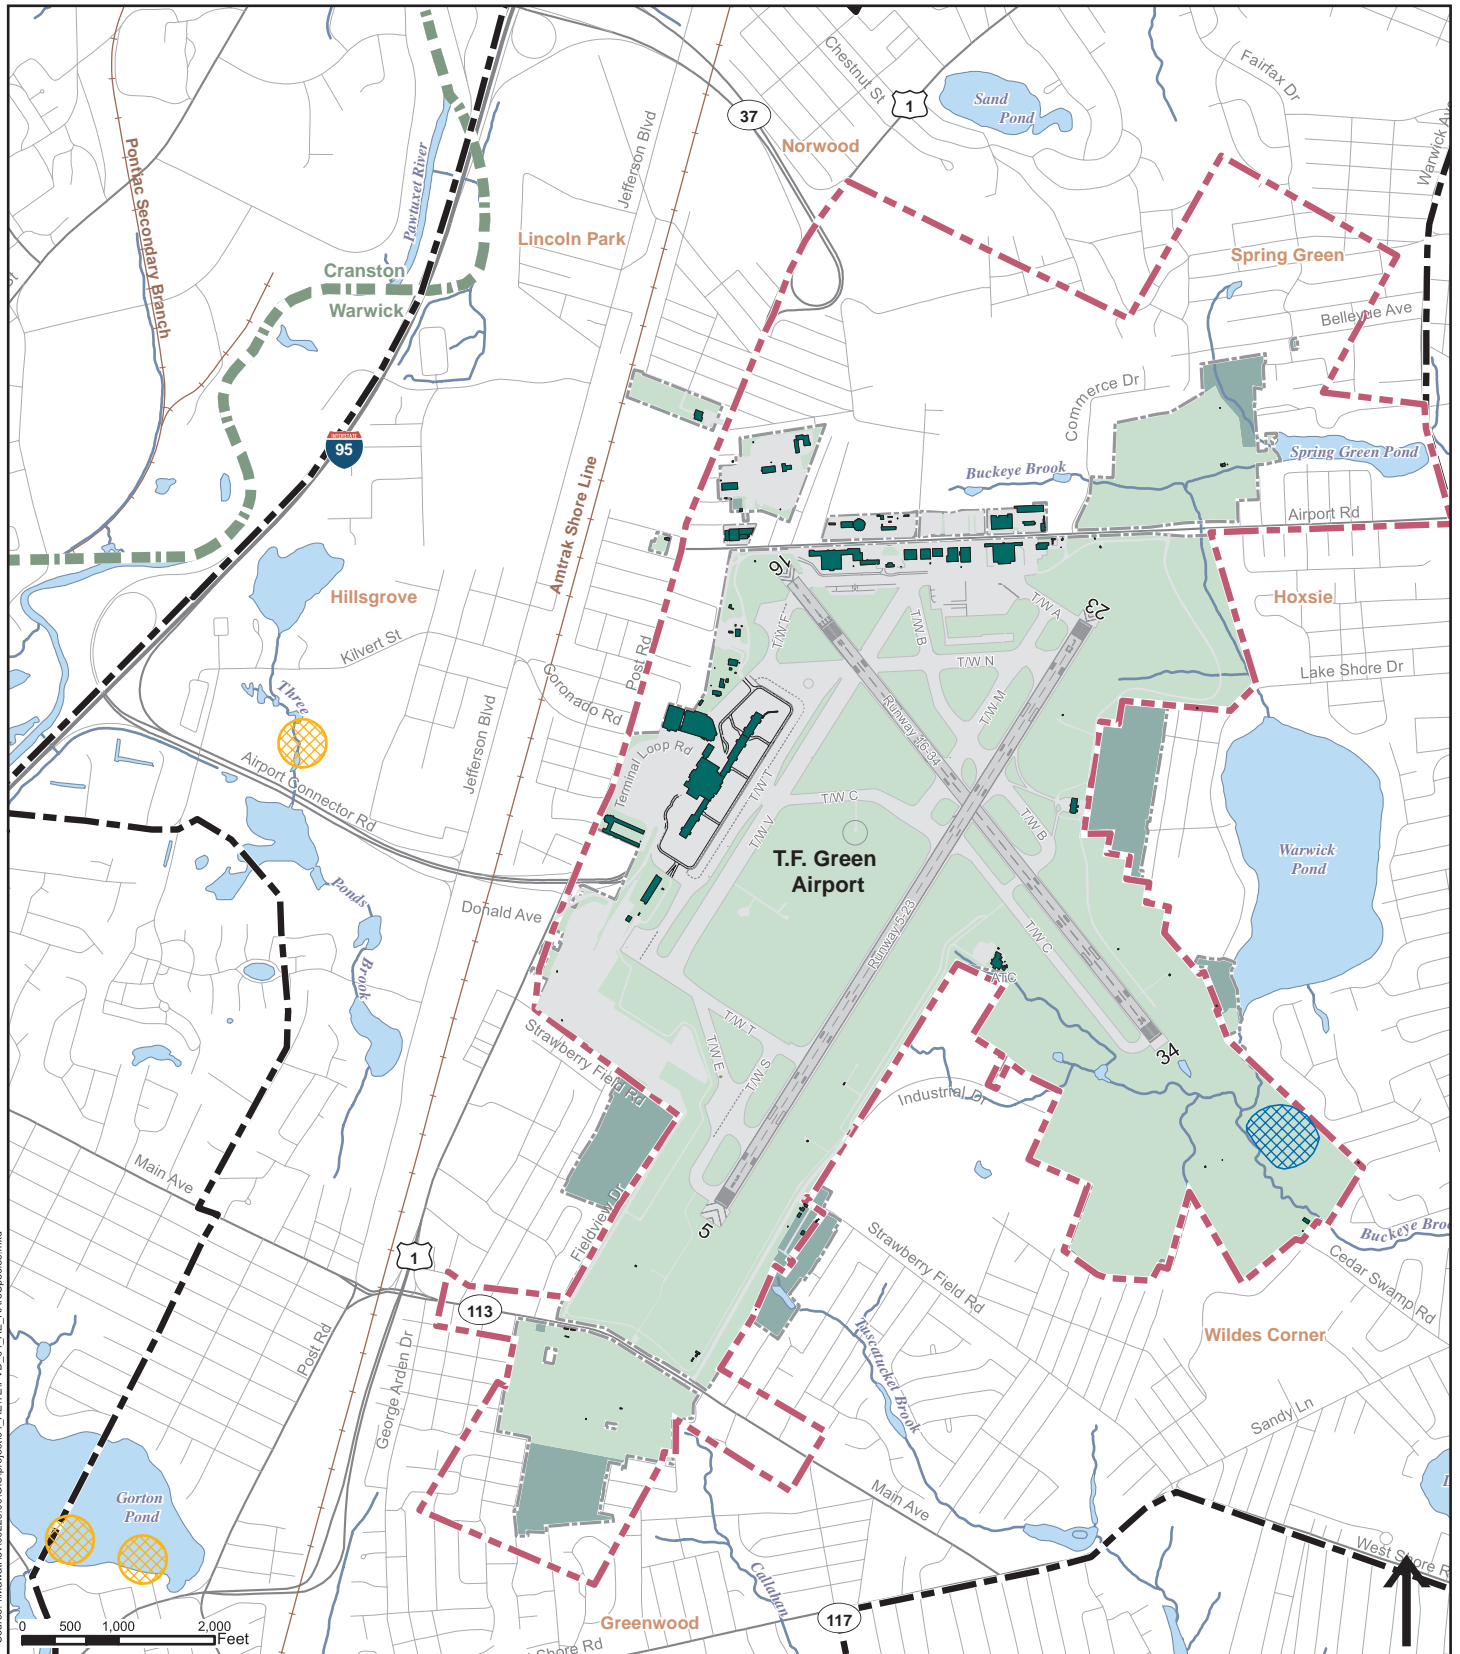 Chestnut St
Fairfax Dr
1
Sand
Pond
37
Norwood
Warwick Ave
Pontiac Secondary Branch
Pawtuxet River
Jefferson Blvd
Lincoln Park
Spring Green
Cranston
Warwick
Bellevue Ave
Commerce Dr
INTERSTATE
95
Buckeye Brook
Spring Green Pond
Amtrak Shore Line
Airport Rd
16
23
Hillsgrove
Hoxsie
T/W A
T/W F
T/W B
Kilvert St
Post Rd
T/W N
Lake Shore Dr
Coronado Rd
Three
T/W M
Runway 16-34
Jefferson Blvd
Terminal Loop Rd
Airport Connector Rd
T/W T
T/W C
T/W V
T/W B
T.F. Green
Airport
Warwick
Pond
Ponds
Donald Ave
Runway 5-23
T/W C
Brook
ATC
T/W T
Strawberry Field Rd
T/W E
T/W S
34
Industrial Dr
Main Ave
Fieldview Dr
5
Strawberry Field Rd
Buckeye Broo
Cedar Swamp Rd
1
113
Post Rd
George Arden Dr
Tuscatucket Brook
Wildes Corner
Sandy Ln
Main Ave
Gorton
Pond
West Shore R
Callahan
117
Greenwood
Shore Rd
0 500 1,000 2,000
Feet